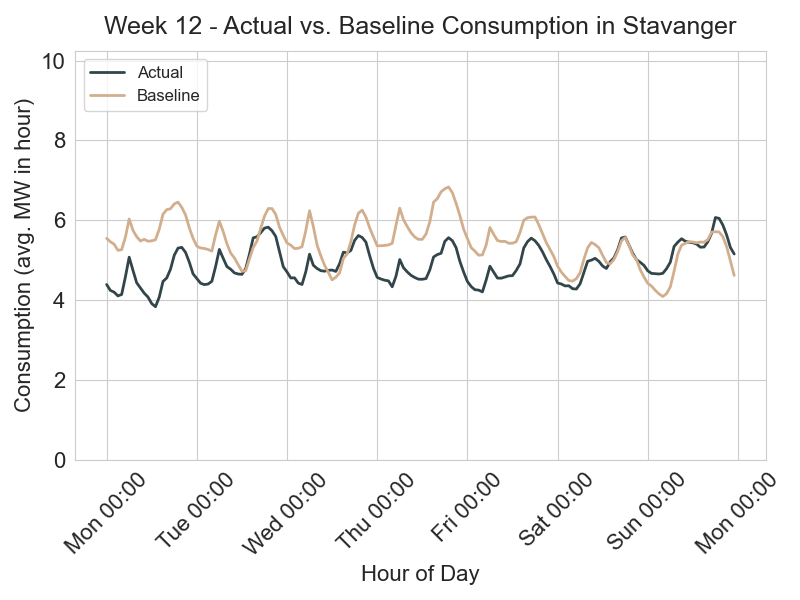 Week 12 - Actual vs. Baseline Consumption in Stavanger
Actual
Baseline
Consumption (avg. MW in hour)
10
8
6
4
2
0
Mon 00:00
Tue 00:00
Wed 00:00
Thu 00:00
Fri 00:00
Sat 00:00
Sun 00:00
Mon 00:00
Hour of Day